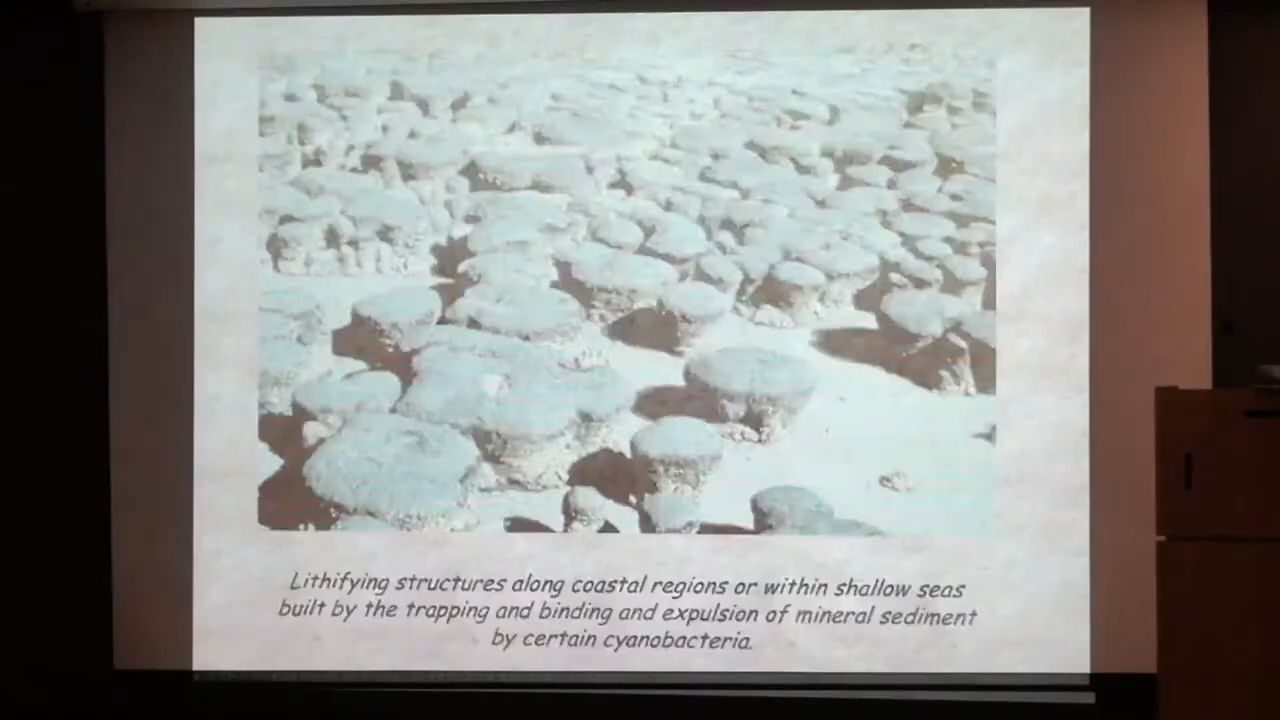 Lithifying structures along coastal regions or within shallow seas
built by the trapping and binding and expulsion of mineral sediment
by certain cyanobacteria.